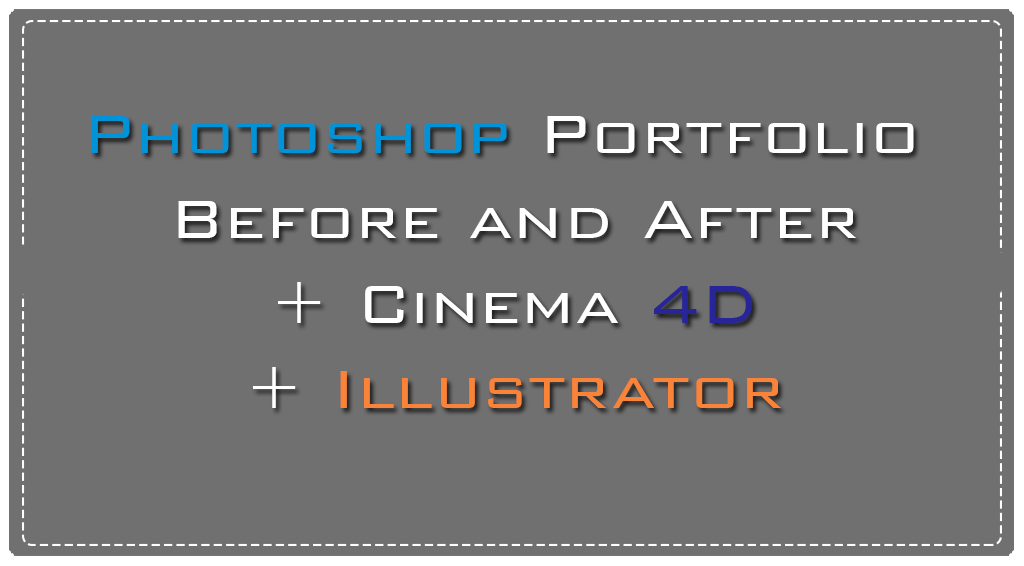 Photoshop Portfolio
Before and After
+ Cinema 4D
+ Illustrator